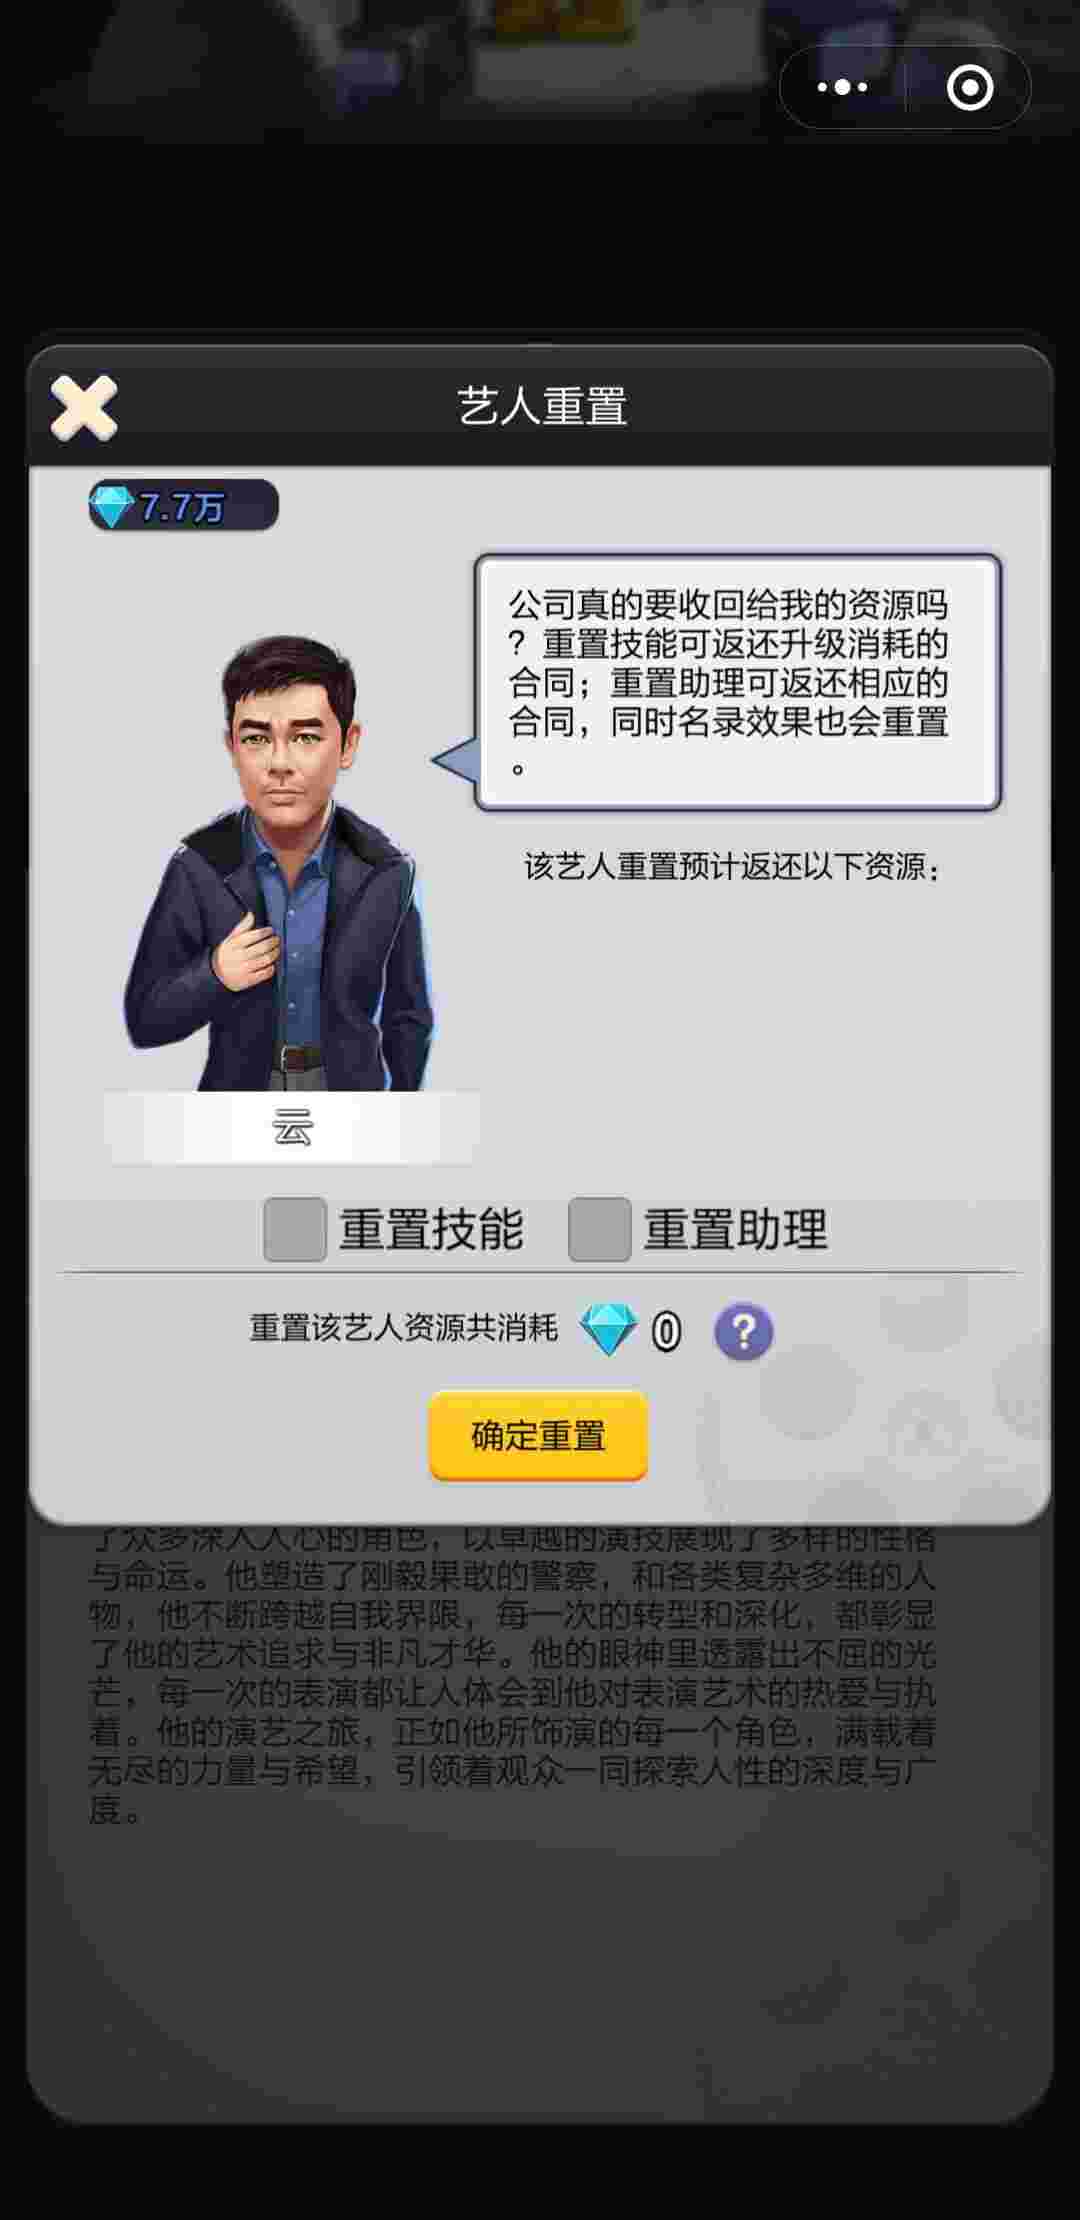 艺人重置
7.7万
公司真的要收回给我的资源吗
？重置技能可返还升级消耗的
合同；重置助理可返还相应的
合同，同时名录效果也会重置
。
该艺人重置预计返还以下资源：
云
重置技能 重置助理
重置该艺人资源共消耗 0 ?
确定重置
了众多深入人心的角色，以卓越的演技展现了多样的性格
与命运。他塑造了刚毅果敢的警察，和各类复杂多维的人
物，他不断跨越自我界限，每一次的转型和深化，都彰显
了他的艺术追求与非凡才华。他的眼神里透露出不屈的光
芒，每一次的表演都让人体会到他对表演艺术的热爱与执
着。他的演艺之旅，正如他所饰演的每一个角色，满载着
无尽的力量与希望，引领着观众一同探索人性的深度与广
度。